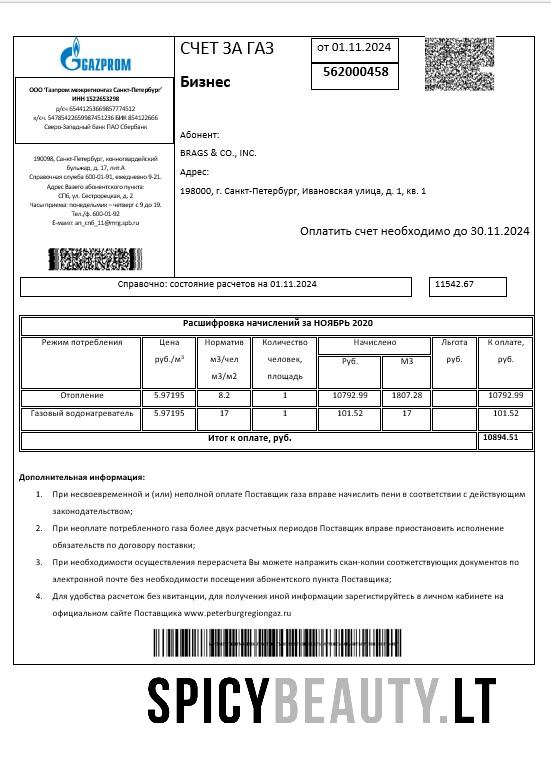 GAZPROM
ООО 'Газпром межрегионгаз Санкт-Петербург'
ИНН 1522653298
р/сч 65441253669857774512
к/сч. 54785422659987451236 БИК 854122666
Сверо-Западный банк ПАО Сбербанк
СЧЕТ ЗА ГАЗ
Бизнес
от 01.11.2024
562000458
Абонент:
BRAGS & CO., INC.
Адрес:
198000, г. Санкт-Петербург, Ивановская улица, д. 1, кв. 1
190098, Санкт-Петербург, конногвардейский
бульвар, д. 17, лит.А
Справочная служба 600-01-91, ежедневно 9-21.
Адрес Вашего абонентского пункта:
СПб, ул. Сестрорецкая, д. 2
Часы приема: понедельник – четверг с 9 до 19.
Тел./ф. 600-01-92
Е-маил: an_спб_11@mrg.spb.ru
Оплатить счет необходимо до 30.11.2024
Справочно: состояние расчетов на 01.11.2024
11542.67
Расшифровка начислений за НОЯБРЬ 2020
Режим потребления Цена руб./м³ Норматив м3/чел м3/м2 Количество человек, площадь Начислено Руб. М3 Льгота руб. К оплате, руб.
Отопление 5.97195 8.2 1 10792.99 1807.28 10792.99
Газовый водонагреватель 5.97195 17 1 101.52 17 101.52
Итог к оплате, руб. 10894.51
Дополнительная информация:
1. При несвоевременной и (или) неполной оплате Поставщик газа вправе начислить пени в соответствии с действующим
законодательством;
2. При неоплате потребленного газа более двух расчетных периодов Поставщик вправе приостановить исполнение
обязательств по договору поставки;
3. При необходимости осуществления перерасчета Вы можете направить скан-копии соответствующих документов по
электронной почте без необходимости посещения абонентского пункта Поставщика;
4. Для удобства расчеток без квитанции, для получения иной информации зарегистируйтесь в личном кабинете на
официальном сайте Поставщика www.peterburgregiongaz.ru
SPICYBEAUTY.LT